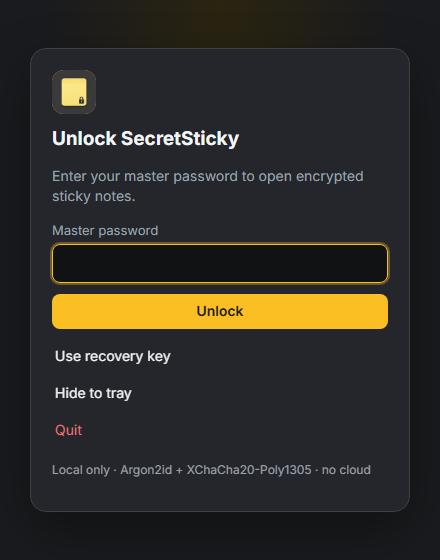 Unlock SecretSticky
Enter your master password to open encrypted
sticky notes.
Master password
Unlock
Use recovery key
Hide to tray
Quit
Local only · Argon2id + XChaCha20-Poly1305 · no cloud